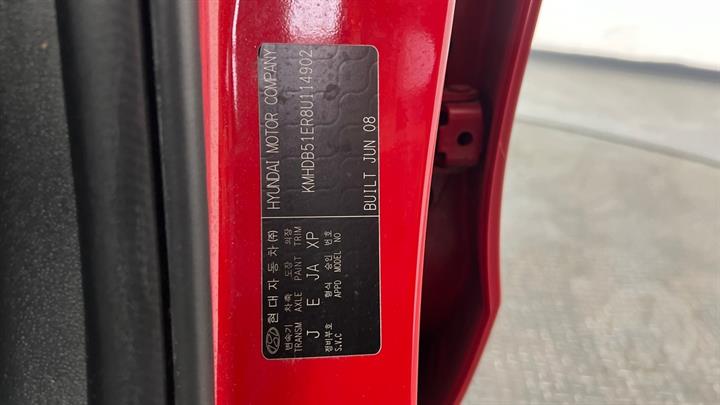 현대자동차(주) HYUNDAI MOTOR COMPANY
변속기 차축 도장 의장
TRANSM AXLE PAINT TRIM
J E JA XP
KMHDB51ER8U114902
정비부호 형식 승인 번호
S.V.C APPD MODEL NO
BUILT JUN 08